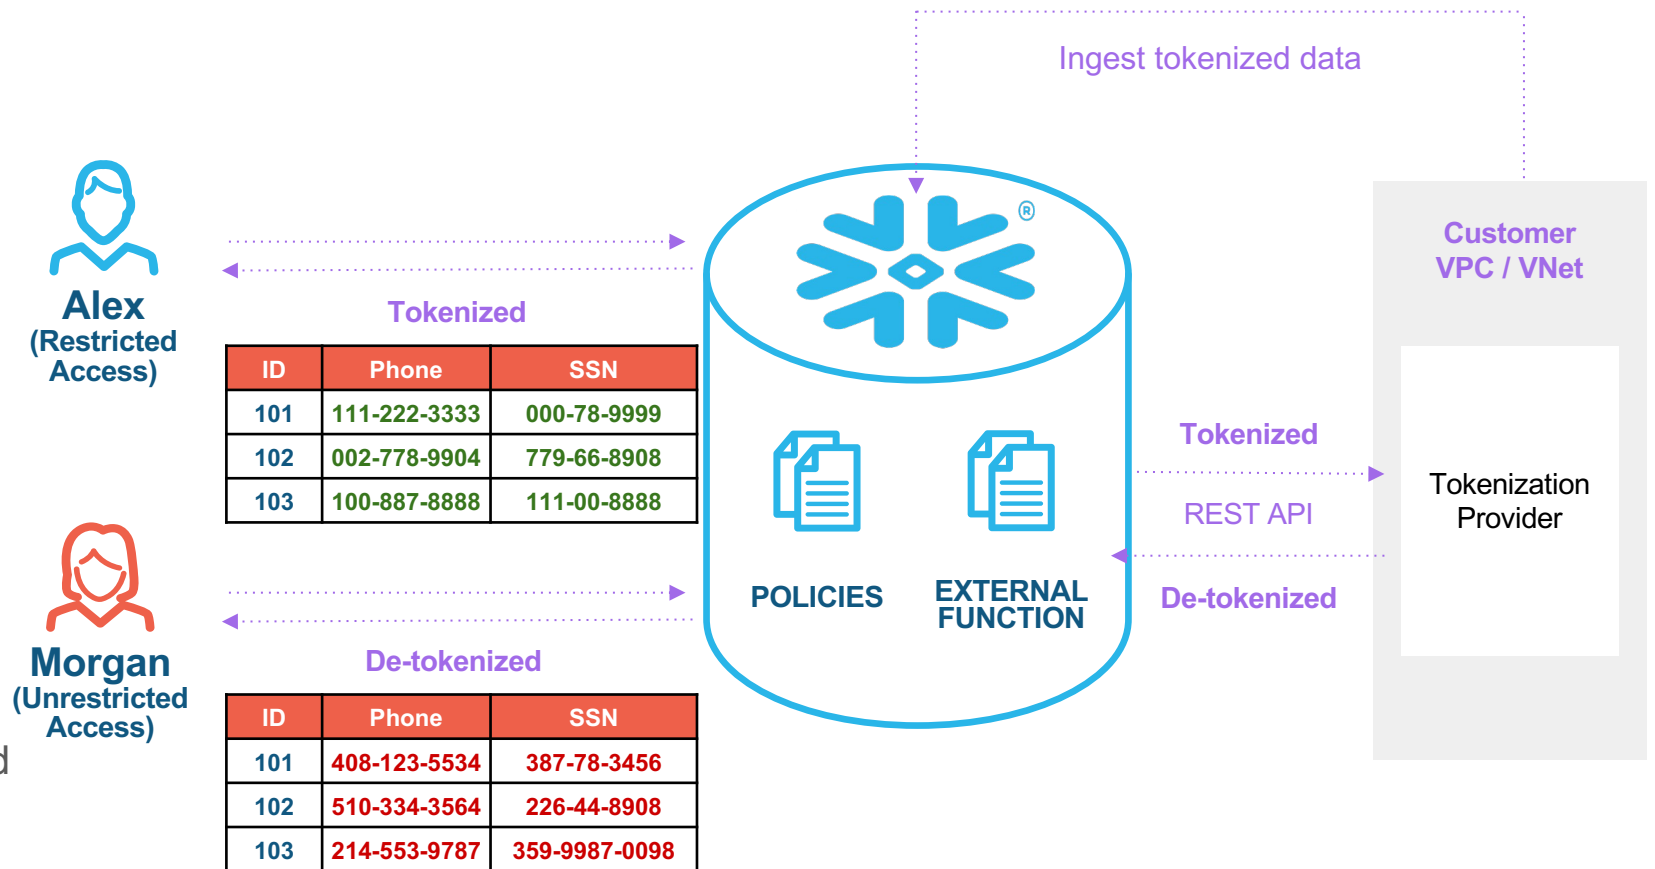 Ingest tokenized data
®
Customer
VPC / VNet
Alex
(Restricted
Access)
Tokenized
ID Phone SSN
101 111-222-3333 000-78-9999
102 002-778-9904 779-66-8908
103 100-887-8888 111-00-8888
Tokenized
REST API
De-tokenized
Tokenization
Provider
POLICIES
EXTERNAL
FUNCTION
Morgan
(Unrestricted
Access)
d
De-tokenized
ID Phone SSN
101 408-123-5534 387-78-3456
102 510-334-3564 226-44-8908
103 214-553-9787 359-9987-0098